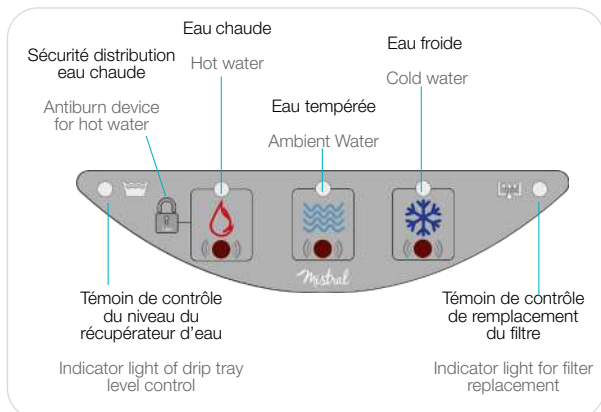 Eau chaude
Hot water
Sécurité distribution
eau chaude
Antiburn device
for hot water
Eau tempérée
Ambient Water
Eau froide
Cold water
Mistral
Témoin de contrôle
du niveau du
récupérateur d'eau
Indicator light of drip tray
level control
Témoin de contrôle
de remplacement
du filtre
Indicator light for filter
replacement